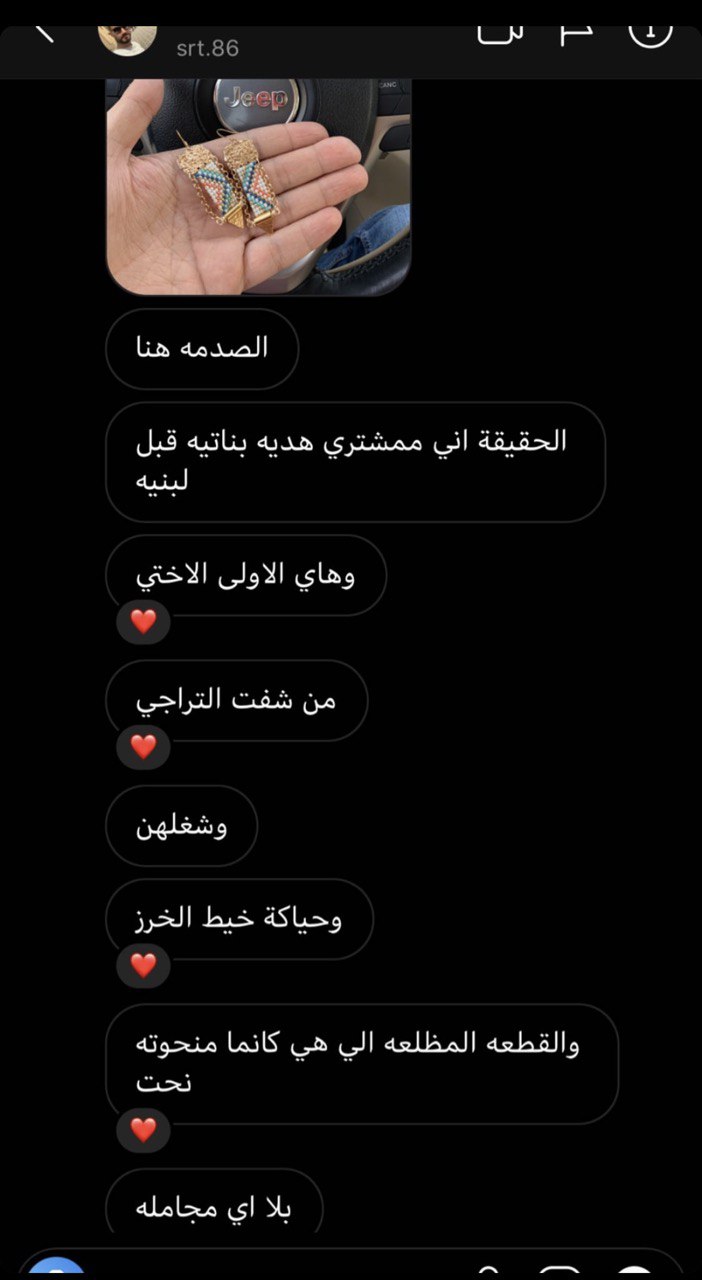 srt.86
Jeep
CANC
الصدمه هنا
الحقيقة اني ممشتري هديه بناتيه قبل
لبنيه
وهاي الاولى الاختي
من شفت التراجي
وشغلهن
وحياكة خيط الخرز
والقطعه المظلعه الي هي كانما منحوته
نحت
بلا اي مجامله